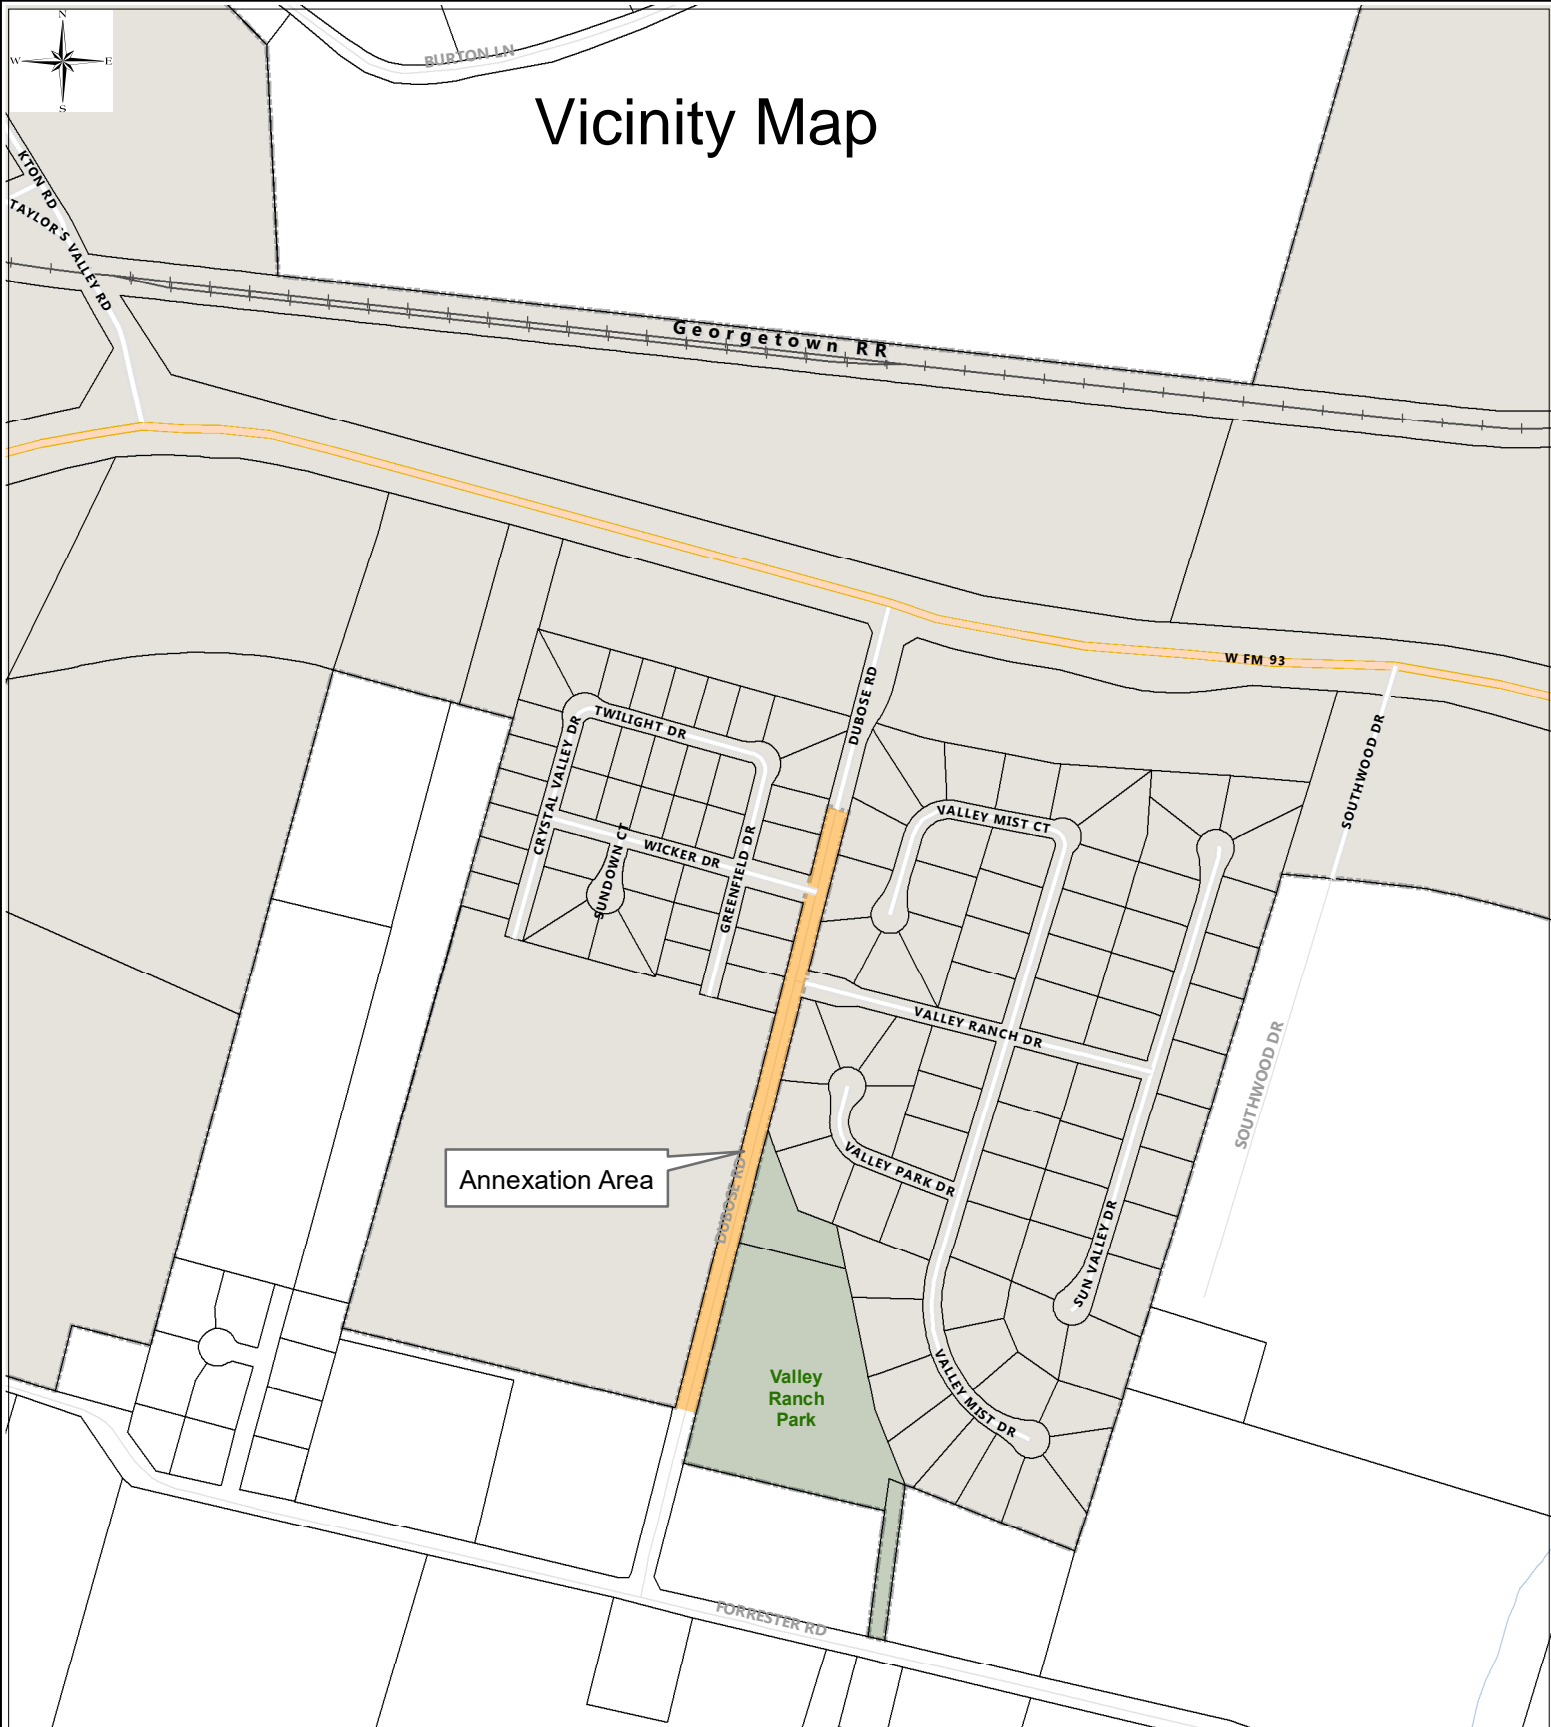 N
W E
S
BURTON LN
Vicinity Map
KTON RD
TAYLOR'S VALLEY RD
Georgetown RR
W FM 93
DUBOSE RD
SOUTHWOOD DR
TWILIGHT DR
CRYSTAL VALLEY DR
VALLEY MIST CT
WICKER DR
SUNDOWN CT
GREENFIELD DR
VALLEY RANCH DR
SOUTHWOOD DR
Annexation Area
DUBOSE RD
VALLEY PARK DR
SUN VALLEY DR
Valley
Ranch
Park
VALLEY MIST DR
FORRESTER RD